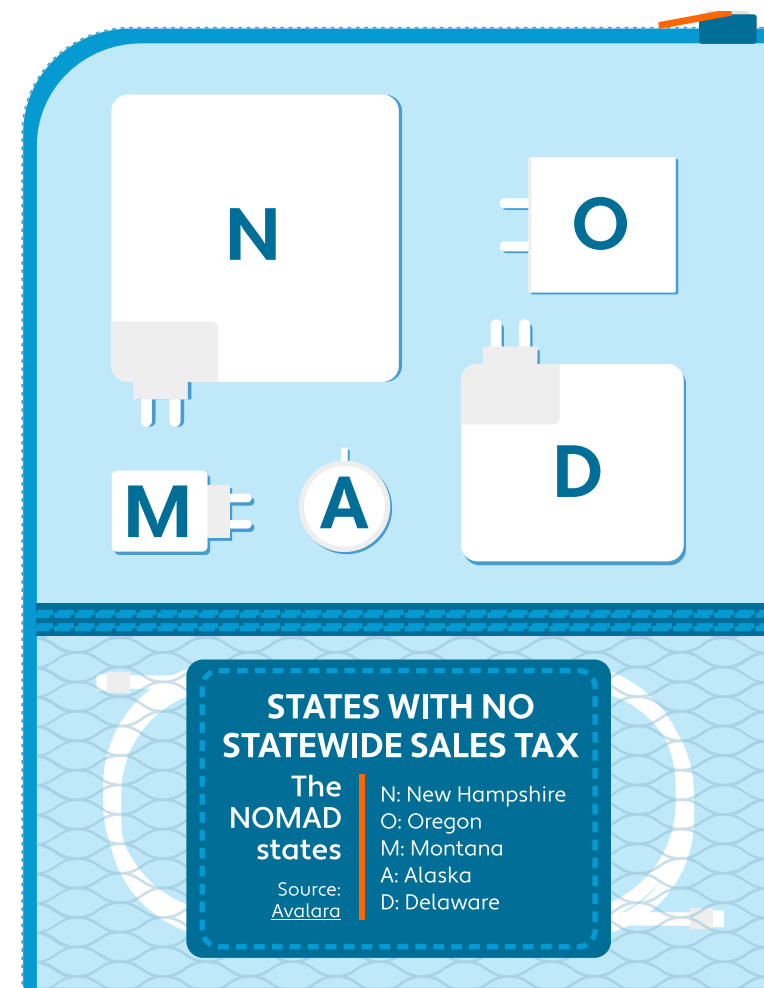 N
O
M
A
D
STATES WITH NO
STATEWIDE SALES TAX
The
NOMAD
states
Source:
Avalara
N: New Hampshire
O: Oregon
M: Montana
A: Alaska
D: Delaware